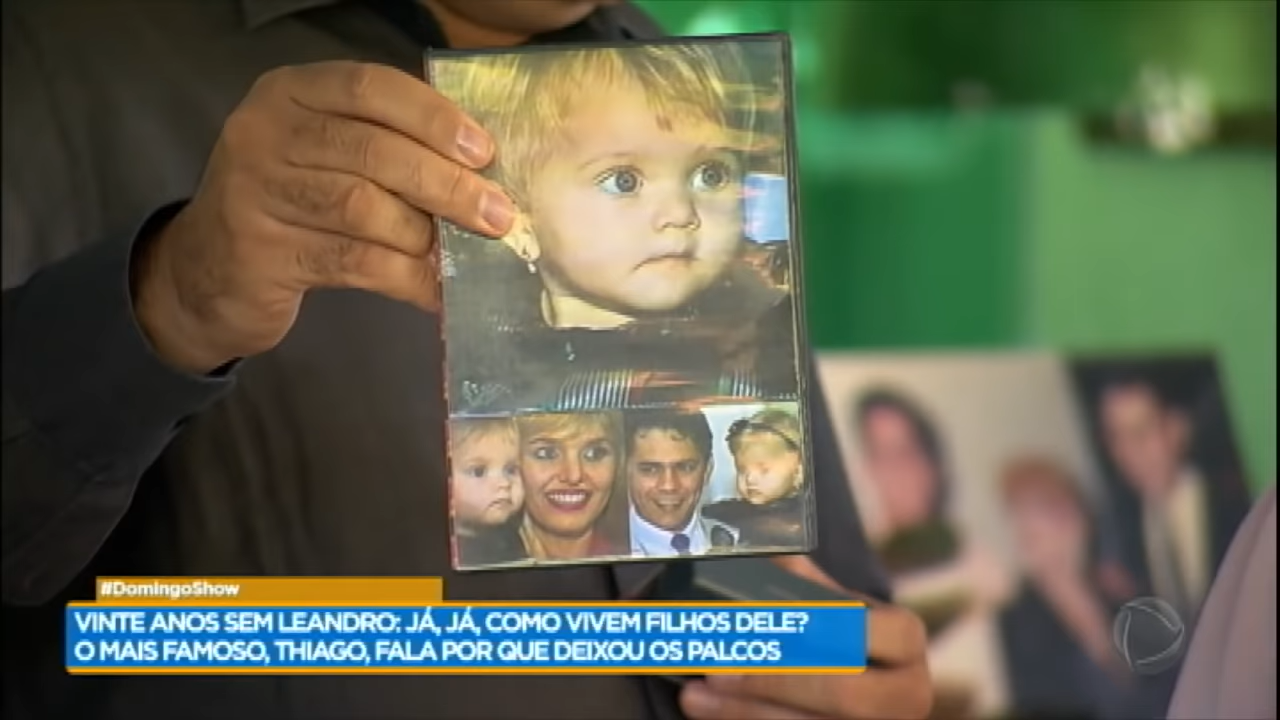 #DomingoShow
VINTE ANOS SEM LEANDRO: JÁ, JÁ, COMO VIVEM FILHOS DELE?
O MAIS FAMOSO, THIAGO, FALA POR QUE DEIXOU OS PALCOS